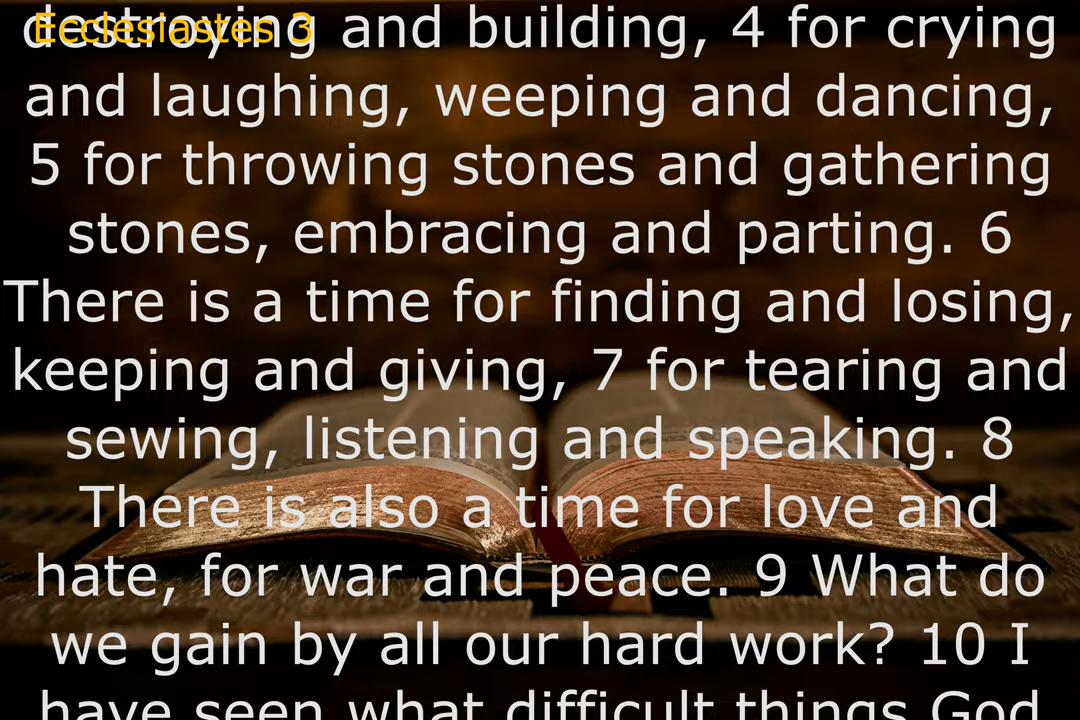 Ecclesiastes 3
destroying and building, 4 for crying
and laughing, weeping and dancing,
5 for throwing stones and gathering
stones, embracing and parting. 6
There is a time for finding and losing,
keeping and giving, 7 for tearing and
sewing, listening and speaking. 8
There is also a time for love and
hate, for war and peace. 9 What do
we gain by all our hard work? 10 I
have seen what difficult things God